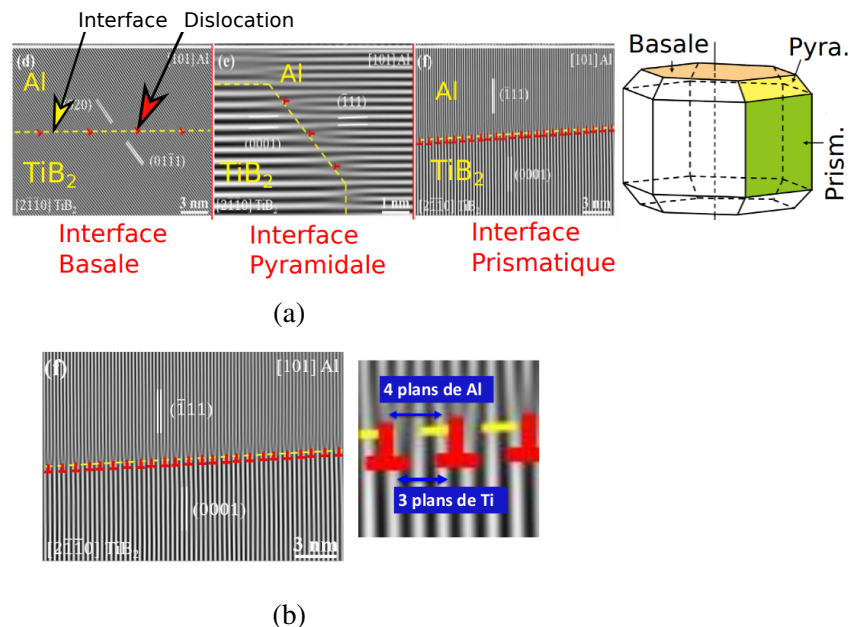 Interface Dislocation
(d) [101] Al
Al
20)
(01̄1̄1)
TiB₂
[21̄1̄0] TiB₂ 3 nm
Interface
Basale
(e) [101] Al
Al
(1̄11)
(0001)
TiB₂
[21̄1̄0] TiB₂ 1 nm
Interface
Pyramidale
(f) [101] Al
Al
(1̄11)
TiB₂
(0001)
[21̄1̄0] TiB₂ 3 nm
Interface
Prismatique
Basale
Pyra.
Prism.
(a)
(f) [101] Al
(1̄11)
(0001)
[21̄1̄0] TiB₂ 3 nm
4 plans de Al
3 plans de Ti
(b)